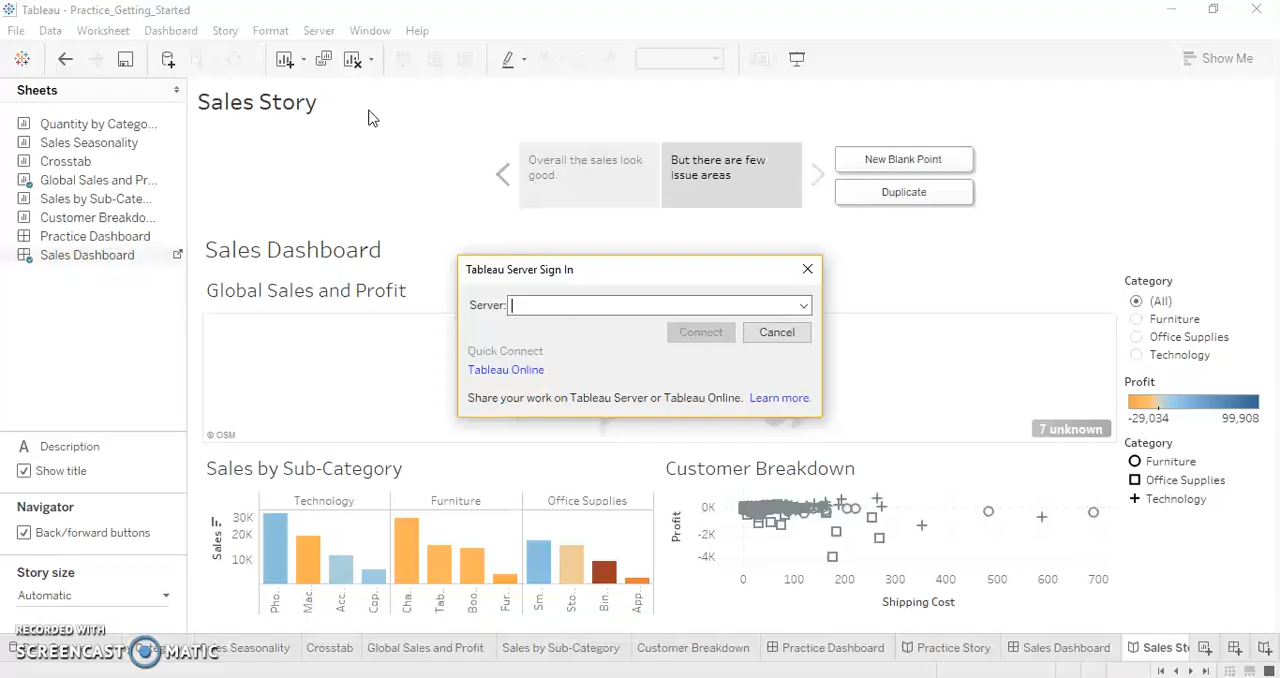 Tableau - Practice_Getting_Started
File Data Worksheet Dashboard Story Format Server Window Help
Show Me
Sheets
Quantity by Catego...
Sales Seasonality
Crosstab
Global Sales and Pr...
Sales by Sub-Cate...
Customer Breakdo...
Practice Dashboard
Sales Dashboard
Description
Show title
Navigator
Back/forward buttons
Story size
Automatic
Sales Story
Overall the sales look
good.
But there are few
issue areas
New Blank Point
Duplicate
Sales Dashboard
Global Sales and Profit
© OSM
7 unknown
Tableau Server Sign In
Server:
Connect
Cancel
Quick Connect
Tableau Online
Share your work on Tableau Server or Tableau Online. Learn more.
Category
(All)
Furniture
Office Supplies
Technology
Profit
-29,034 99,908
Category
Furniture
Office Supplies
Technology
Sales by Sub-Category
Technology Furniture Office Supplies
Sales In..
30K
20K
10K
Pho.. Mac.. Acc.. Cop.. Cha.. Tab.. Boo.. Fur.. Sm.. Sto.. Bin.. App..
Customer Breakdown
Profit
0K
-2K
-4K
0 100 200 300 400 500 600 700
Shipping Cost
RECORDED WITH
SCREENCAST MATIC
Sales Seasonality Crosstab Global Sales and Profit Sales by Sub-Category Customer Breakdown Practice Dashboard Practice Story Sales Dashboard Sales Sto